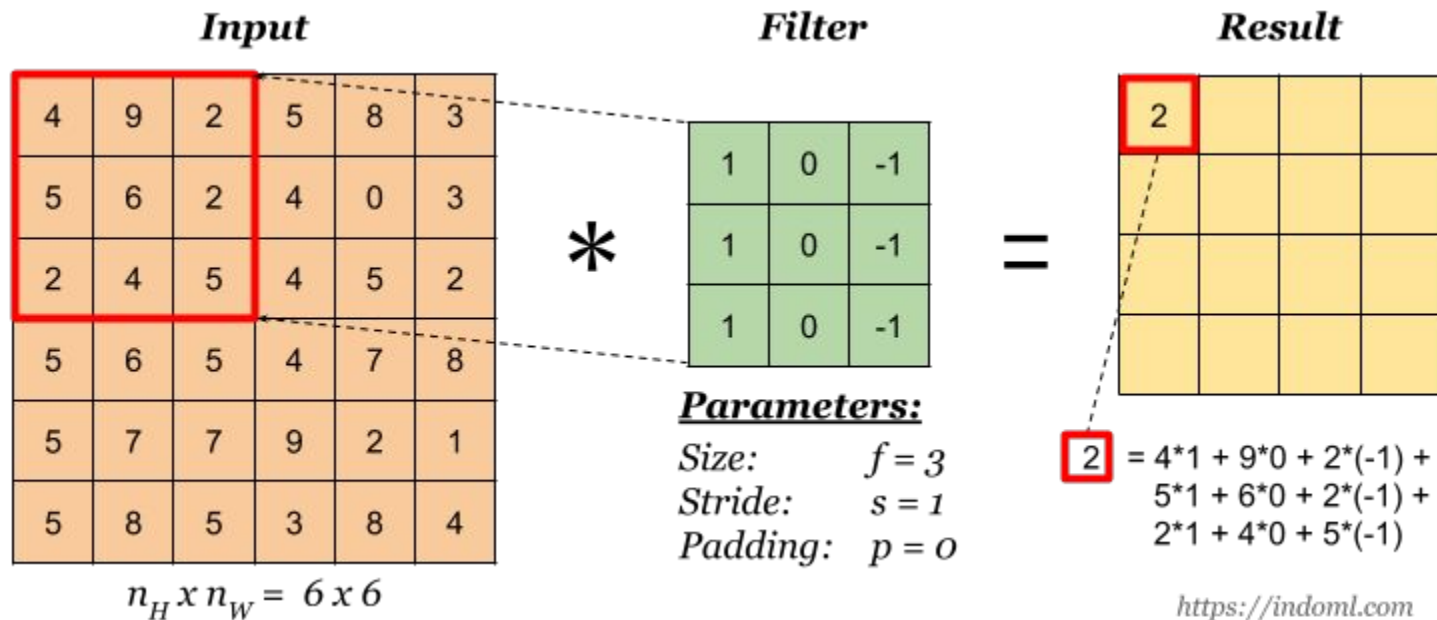 Input
4 9 2 5 8 3
5 6 2 4 0 3
2 4 5 4 5 2
5 6 5 4 7 8
5 7 7 9 2 1
5 8 5 3 8 4
n_H x n_W = 6 x 6
*
Filter
1 0 -1
1 0 -1
1 0 -1
Parameters:
Size: f = 3
Stride: s = 1
Padding: p = 0
=
Result
2
2 = 4*1 + 9*0 + 2*(-1) +
5*1 + 6*0 + 2*(-1) +
2*1 + 4*0 + 5*(-1)
https://indoml.com